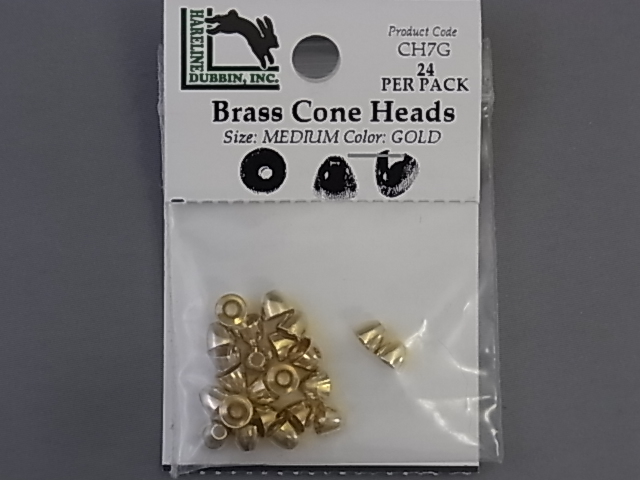 HARELINE
DUBBIN, INC.
Product Code
CH7G
24
PER PACK
Brass Cone Heads
Size: MEDIUM Color: GOLD